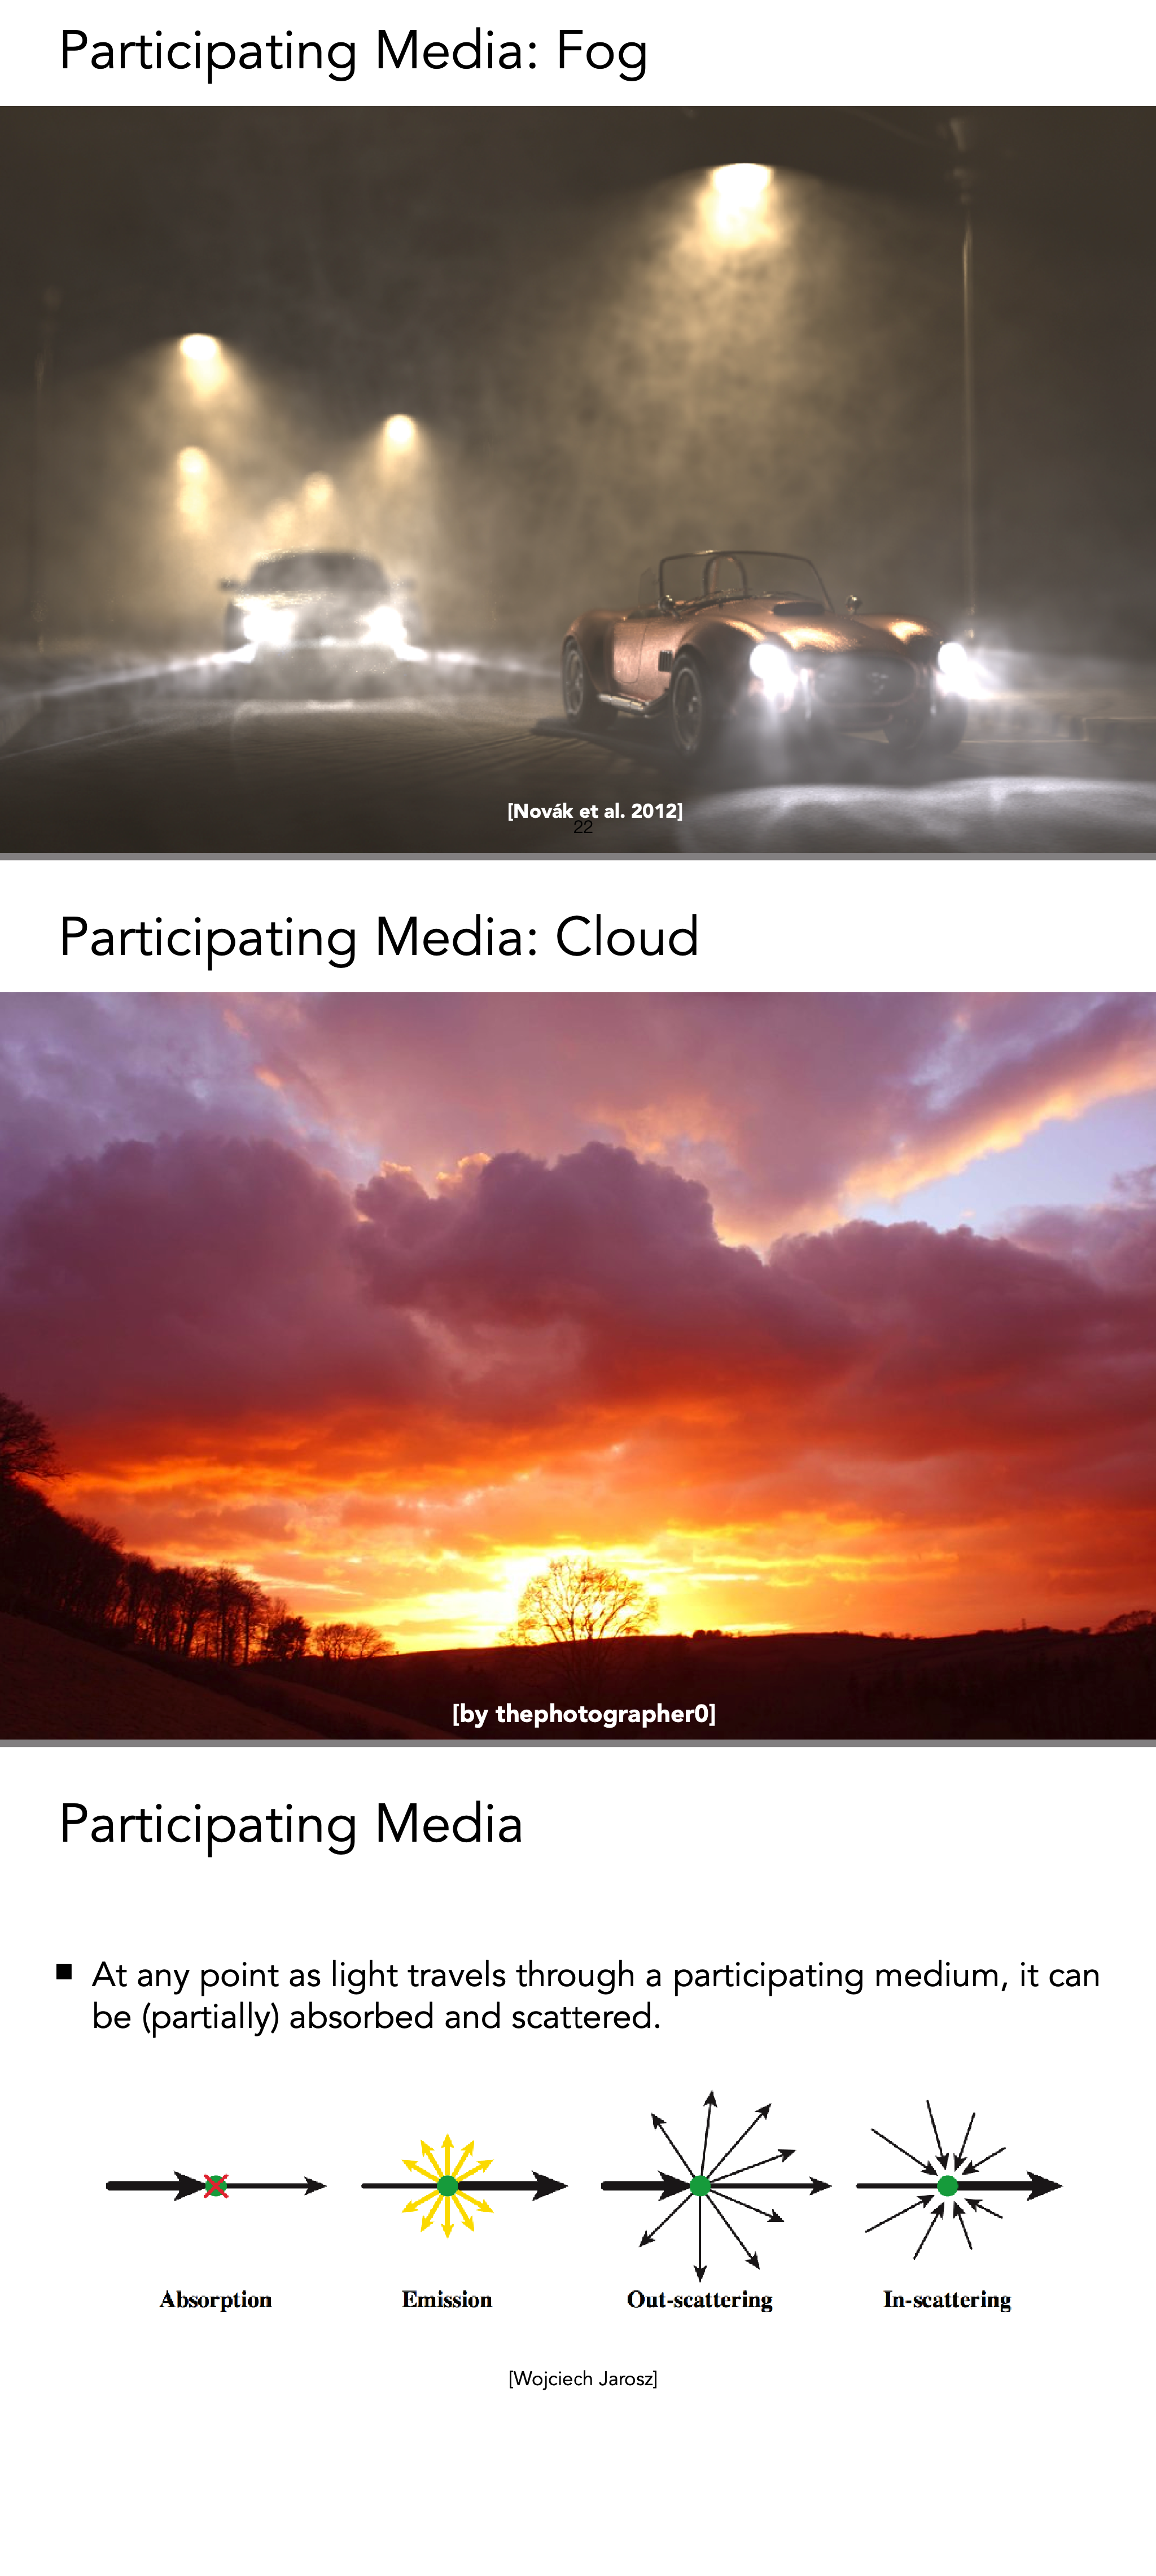 Participating Media: Fog
[Novák et al. 2012]
22
Participating Media: Cloud
[by thephotographer0]
Participating Media
■ At any point as light travels through a participating medium, it can
be (partially) absorbed and scattered.
Absorption Emission Out-scattering In-scattering
[Wojciech Jarosz]